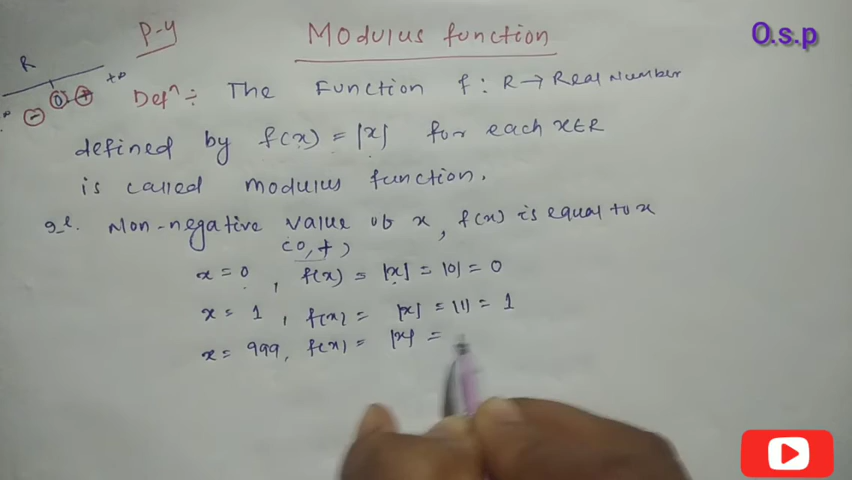 P-4
Modulus function
O.s.p
R
+∞
- 0 +
Defⁿ ÷ The Function f : R → Real Number
defined by f(x) = |x| for each x∈R
is called modulus function.
Non-negative value of x, f(x) is equal to x
(0, +)
x = 0, f(x) = |x| = |0| = 0
x = 1, f(x) = |x| = |1| = 1
x = 999, f(x) = |x| =